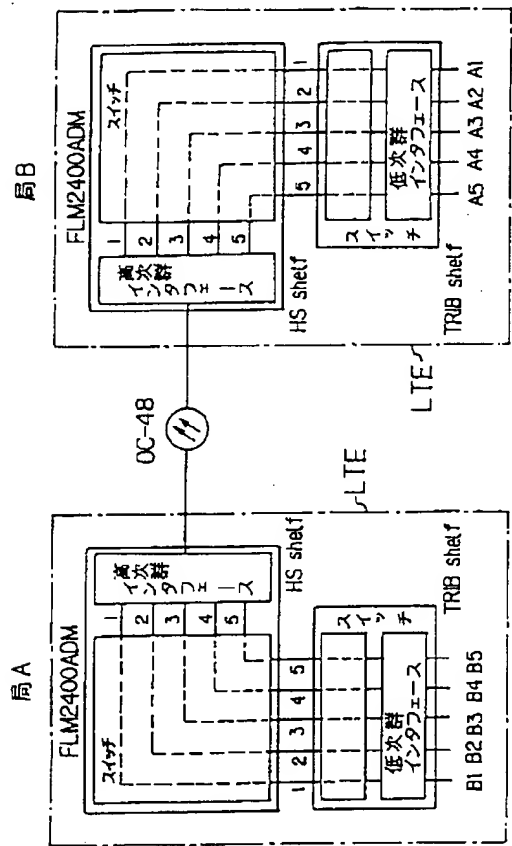 局A
FLM2400ADM
スイッチ
1
2
3
4
5
高次群
インタフェース
HS shelf
1
2
3
4
5
スイッチ
低次群
インタフェース
TRIB shelf
B1 B2 B3 B4 B5
LTE
OC-48
局B
FLM2400ADM
1
2
3
4
5
高次群
インタフェース
スイッチ
HS shelf
5
4
3
2
1
スイッチ
低次群
インタフェース
TRIB shelf
A5 A4 A3 A2 A1
LTE